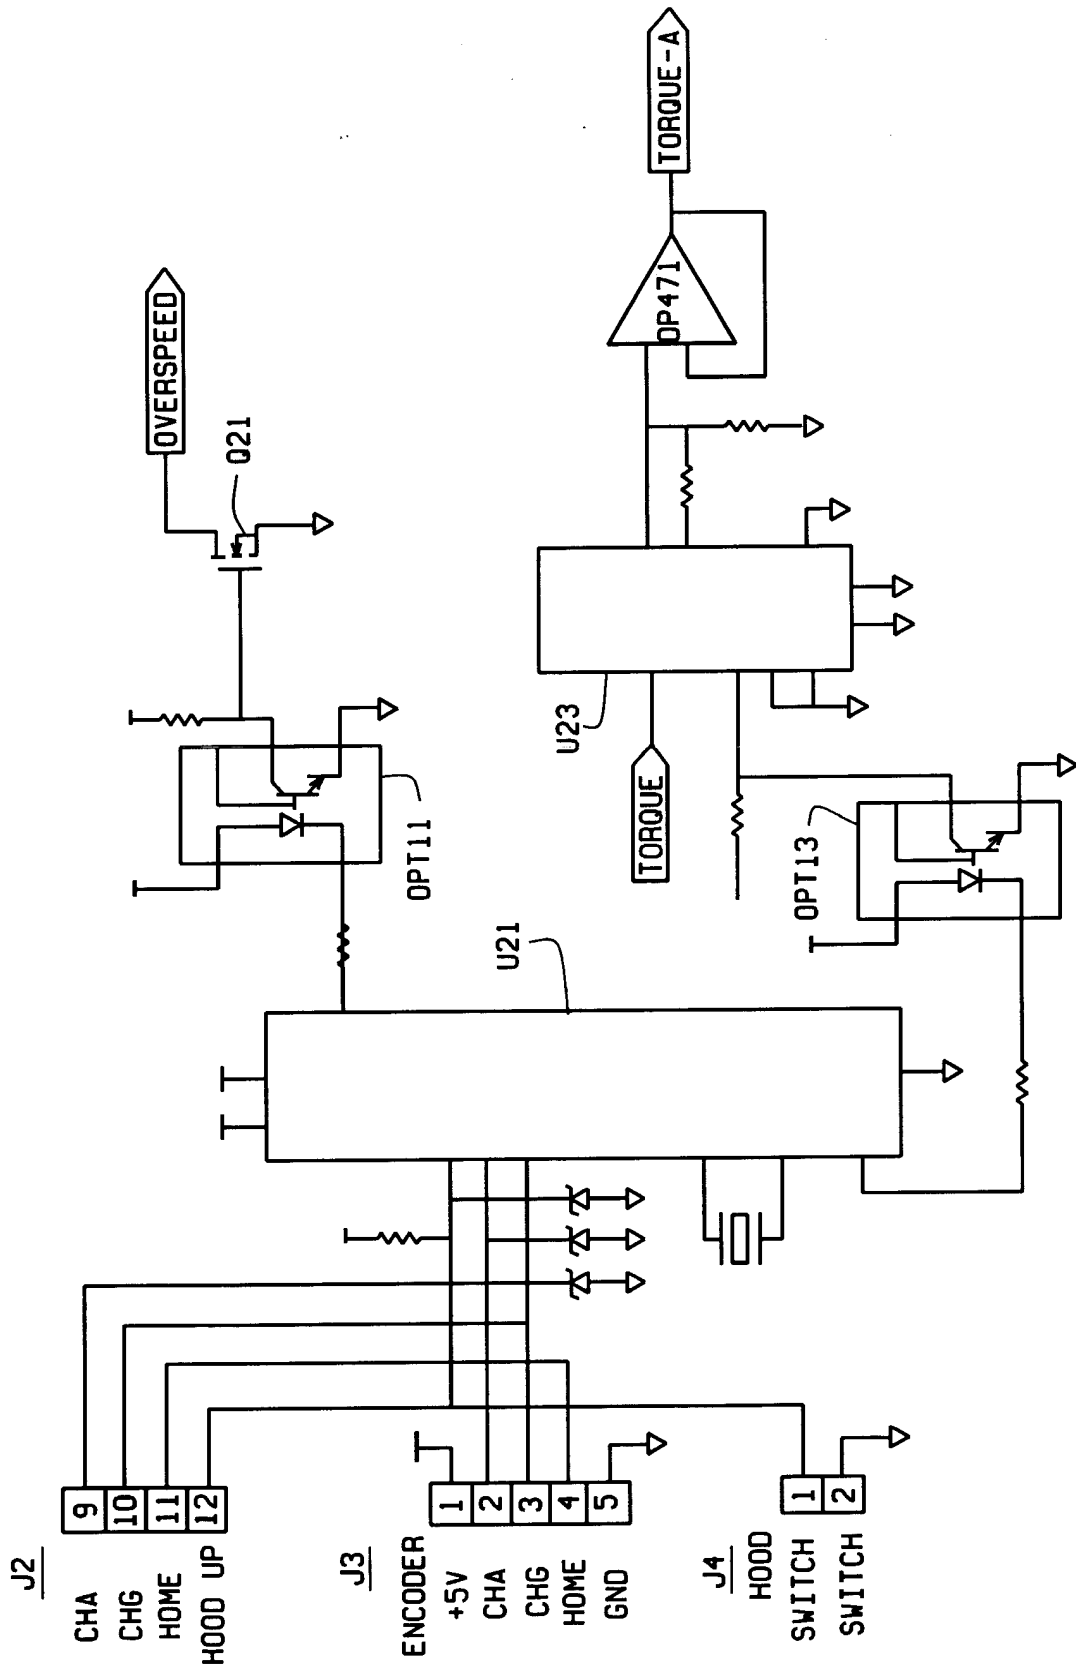 J2
CHA 9
CHG 10
HOME 11
HOOD UP 12
J3
ENCODER
+5V 1
CHA 2
CHG 3
HOME 4
GND 5
J4
HOOD
SWITCH 1
SWITCH 2
U21
OPT11
OPT13
Q21
OVERSPEED
U23
TORQUE
OP471
TORQUE-A